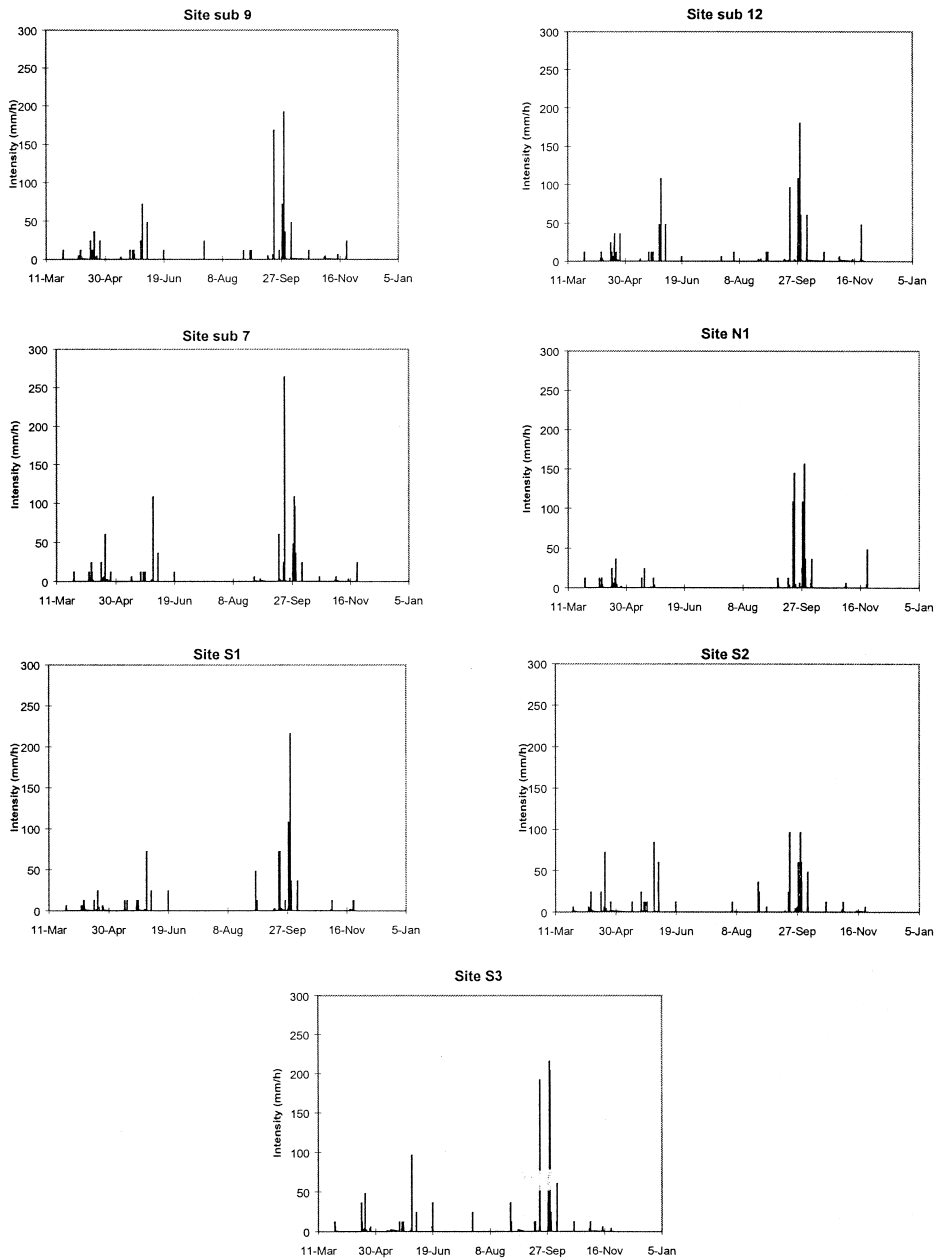 Site sub 9
Intensity (mm/h)
300
250
200
150
100
50
0
11-Mar 30-Apr 19-Jun 8-Aug 27-Sep 16-Nov 5-Jan
Site sub 12
Intensity (mm/h)
300
250
200
150
100
50
0
11-Mar 30-Apr 19-Jun 8-Aug 27-Sep 16-Nov 5-Jan
Site sub 7
Intensity (mm/h)
300
250
200
150
100
50
0
11-Mar 30-Apr 19-Jun 8-Aug 27-Sep 16-Nov 5-Jan
Site N1
Intensity (mm/h)
300
250
200
150
100
50
0
11-Mar 30-Apr 19-Jun 8-Aug 27-Sep 16-Nov 5-Jan
Site S1
Intensity (mm/h)
300
250
200
150
100
50
0
11-Mar 30-Apr 19-Jun 8-Aug 27-Sep 16-Nov 5-Jan
Site S2
Intensity (mm/h)
300
250
200
150
100
50
0
11-Mar 30-Apr 19-Jun 8-Aug 27-Sep 16-Nov 5-Jan
Site S3
Intensity (mm/h)
300
250
200
150
100
50
0
11-Mar 30-Apr 19-Jun 8-Aug 27-Sep 16-Nov 5-Jan